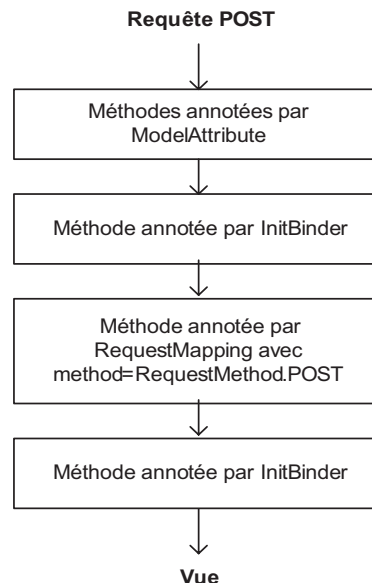 Requête POST
Méthodes annotées par
ModelAttribute
Méthode annotée par InitBinder
Méthode annotée par
RequestMapping avec
method=RequestMethod.POST
Méthode annotée par InitBinder
Vue